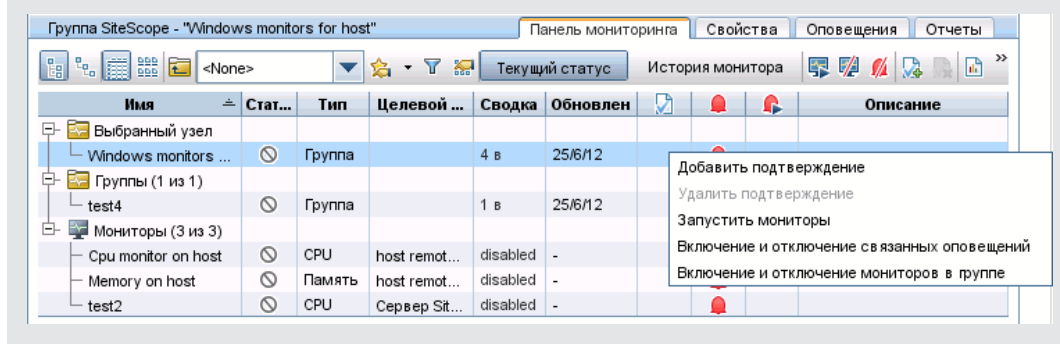 Группа SiteScope - "Windows monitors for host"
Панель мониторинга Свойства Оповещения Отчеты
<None> Текущий статус История монитора »
Имя Стат... Тип Целевой ... Сводка Обновлен Описание
Выбранный узел
Windows monitors ... Группа 4 в 25/6/12
Группы (1 из 1)
test4 Группа 1 в 25/6/12
Мониторы (3 из 3)
Cpu monitor on host CPU host remot... disabled -
Memory on host Память host remot... disabled -
test2 CPU Сервер Sit... disabled -
Добавить подтверждение
Удалить подтверждение
Запустить мониторы
Включение и отключение связанных оповещений
Включение и отключение мониторов в группе